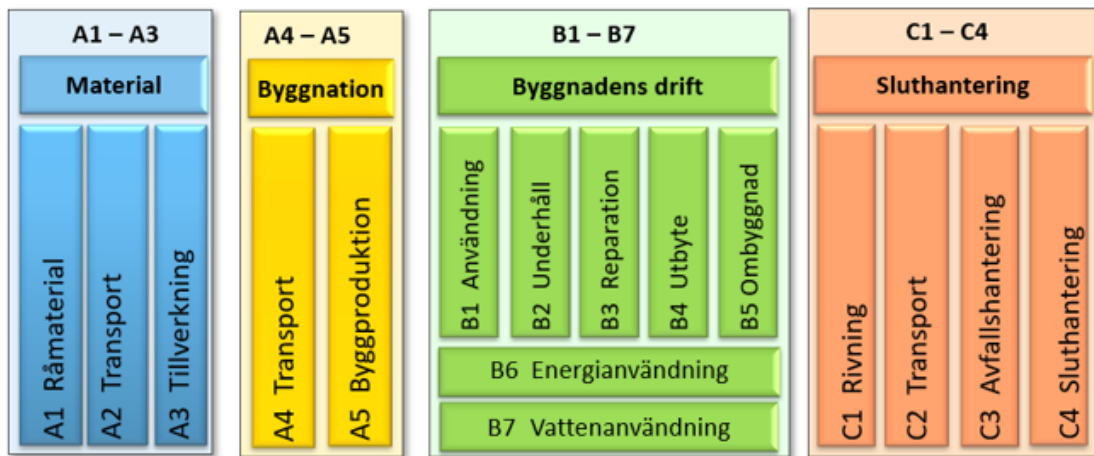 A1 – A3
Material
A1 Råmaterial
A2 Transport
A3 Tillverkning
A4 – A5
Byggnation
A4 Transport
A5 Byggproduktion
B1 – B7
Byggnadens drift
B1 Användning
B2 Underhåll
B3 Reparation
B4 Utbyte
B5 Ombyggnad
B6 Energianvändning
B7 Vattenanvändning
C1 – C4
Sluthantering
C1 Rivning
C2 Transport
C3 Avfallshantering
C4 Sluthantering